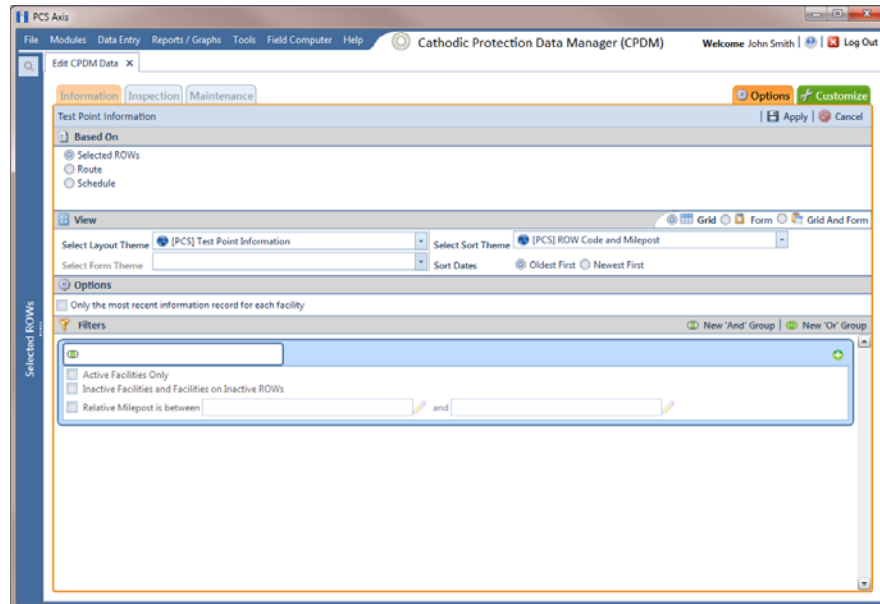 PCS Axis
File Modules Data Entry Reports / Graphs Tools Field Computer Help Cathodic Protection Data Manager (CPDM) Welcome John Smith Log Out
Edit CPDM Data
Information Inspection Maintenance Options Customize
Test Point Information Apply Cancel
Based On
Selected ROWs
Route
Schedule
View Grid Form Grid And Form
Select Layout Theme [PCS] Test Point Information Select Sort Theme [PCS] ROW Code and Milepost
Select Form Theme Sort Dates Oldest First Newest First
Options
Only the most recent information record for each facility
Filters New 'And' Group New 'Or' Group
Active Facilities Only
Inactive Facilities and Facilities on Inactive ROWs
Relative Milepost is between and
Selected ROWs